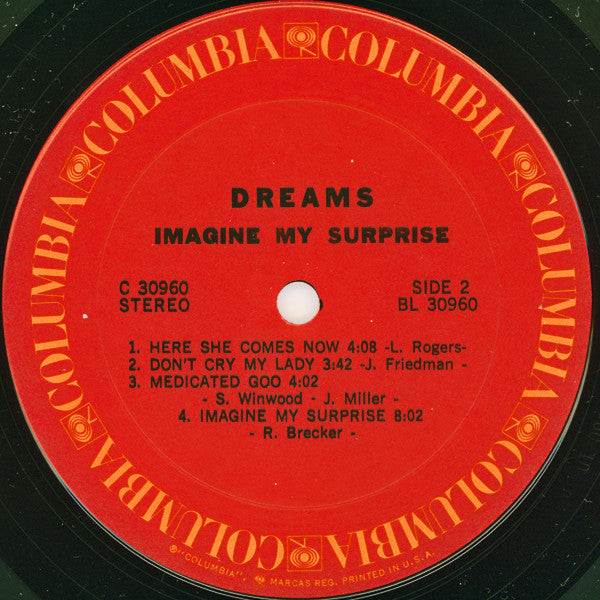 COLUMBIA COLUMBIA COLUMBIA COLUMBIA COLUMBIA COLUMBIA
DREAMS
IMAGINE MY SURPRISE
C 30960
STEREO
SIDE 2
BL 30960
1. HERE SHE COMES NOW 4:08 -L. Rogers-
2. DON'T CRY MY LADY 3:42 -J. Friedman -
3. MEDICATED GOO 4:02
- S. Winwood - J. Miller -
4. IMAGINE MY SURPRISE 8:02
- R. Brecker -
℗"COLUMBIA", MARCAS REG. PRINTED IN U.S.A.